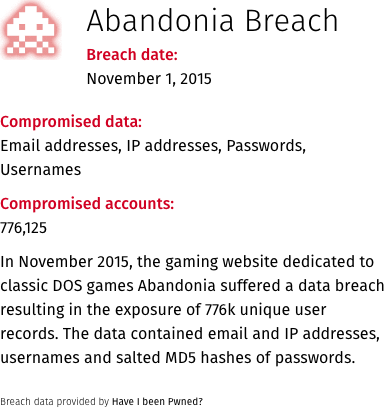 Abandonia Breach
Breach date:
November 1, 2015
Compromised data:
Email addresses, IP addresses, Passwords,
Usernames
Compromised accounts:
776,125
In November 2015, the gaming website dedicated to
classic DOS games Abandonia suffered a data breach
resulting in the exposure of 776k unique user
records. The data contained email and IP addresses,
usernames and salted MD5 hashes of passwords.
Breach data provided by Have I been Pwned?